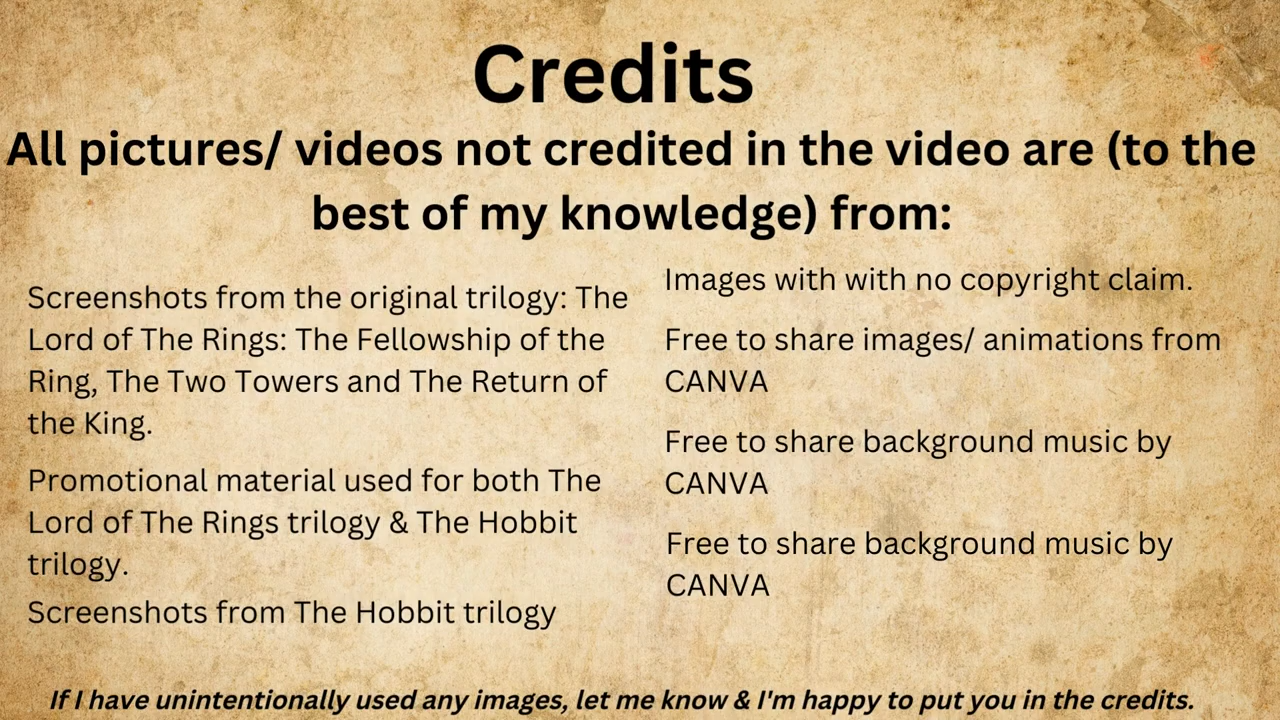 Credits
All pictures/ videos not credited in the video are (to the
best of my knowledge) from:
Screenshots from the original trilogy: The
Lord of The Rings: The Fellowship of the
Ring, The Two Towers and The Return of
the King.
Promotional material used for both The
Lord of The Rings trilogy & The Hobbit
trilogy.
Screenshots from The Hobbit trilogy
Images with with no copyright claim.
Free to share images/ animations from
CANVA
Free to share background music by
CANVA
Free to share background music by
CANVA
If I have unintentionally used any images, let me know & I'm happy to put you in the credits.